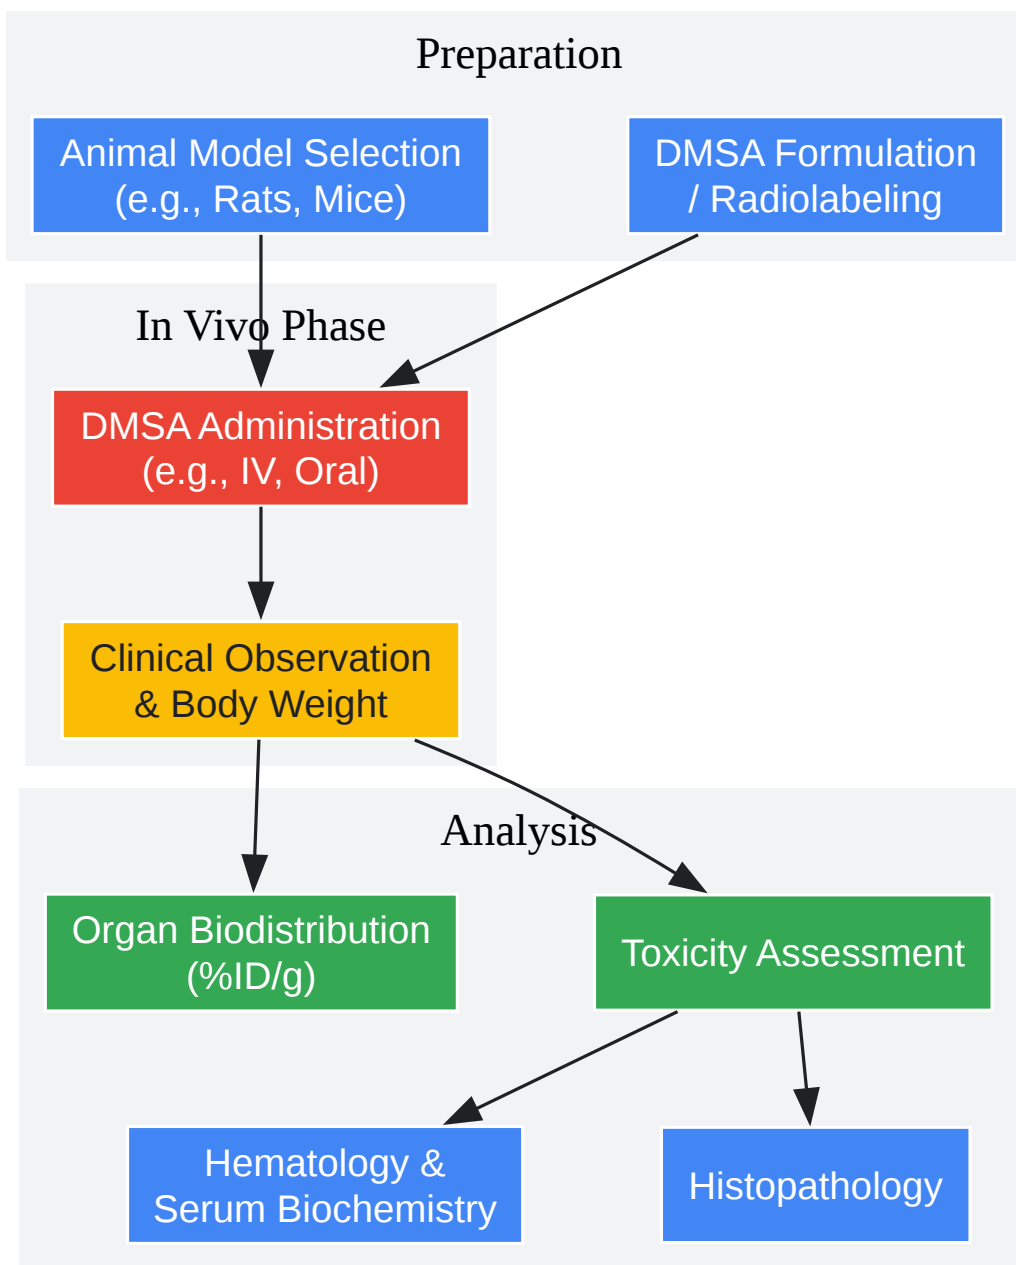 Preparation
Animal Model Selection
(e.g., Rats, Mice)
DMSA Formulation
/ Radiolabeling
In Vivo Phase
DMSA Administration
(e.g., IV, Oral)
Clinical Observation
& Body Weight
Analysis
Organ Biodistribution
(%ID/g)
Toxicity Assessment
Hematology &
Serum Biochemistry
Histopathology